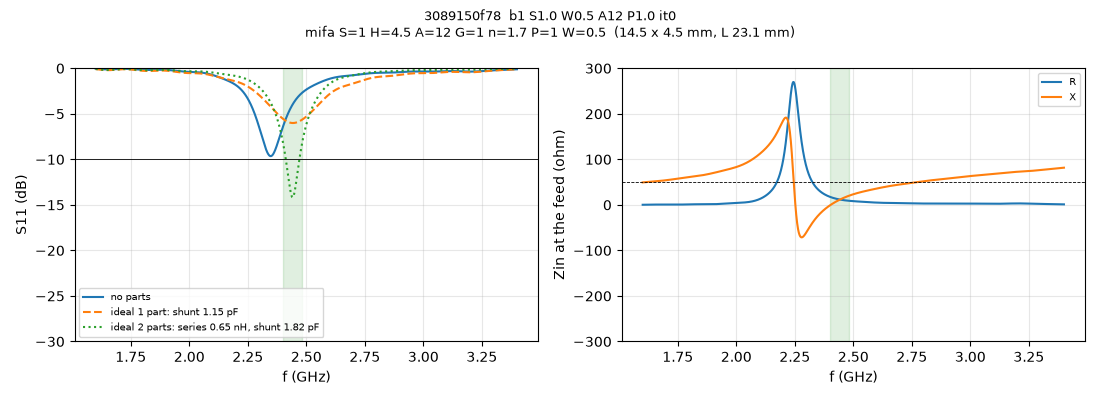 3089150f78  b1 S1.0 W0.5 A12 P1.0 it0
mifa S=1 H=4.5 A=12 G=1 n=1.7 P=1 W=0.5  (14.5 x 4.5 mm, L 23.1 mm)
S11 (dB)
0
−5
−10
−15
−20
−25
−30
no parts
ideal 1 part: shunt 1.15 pF
ideal 2 parts: series 0.65 nH, shunt 1.82 pF
1.75 2.00 2.25 2.50 2.75 3.00 3.25
f (GHz)
Zin at the feed (ohm)
300
200
100
0
−100
−200
−300
R
X
1.75 2.00 2.25 2.50 2.75 3.00 3.25
f (GHz)